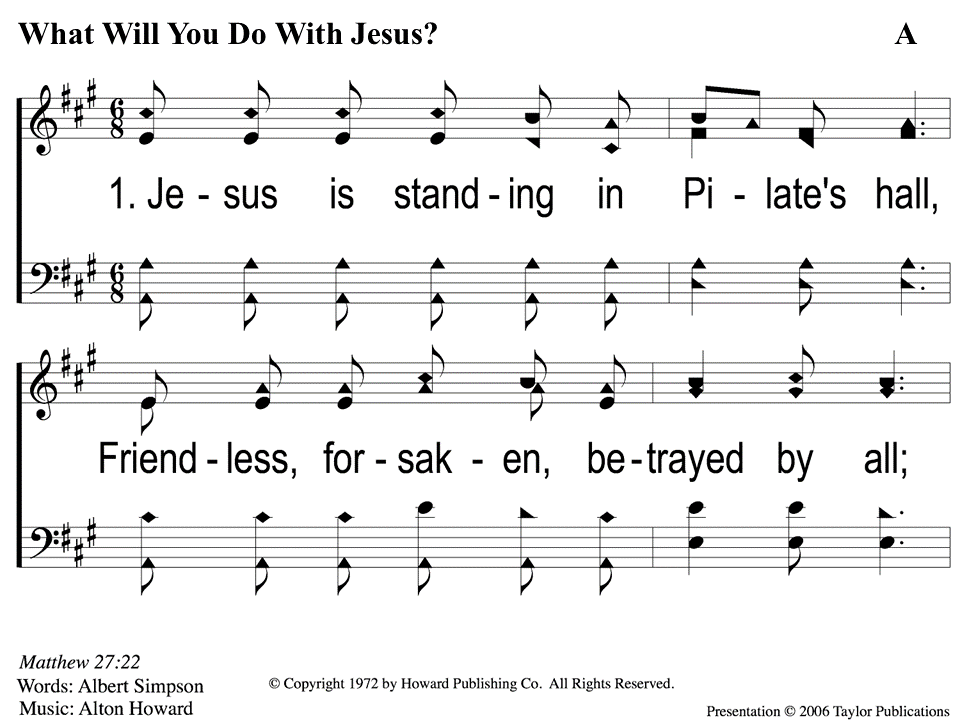 What Will You Do With Jesus? A
6 8
1. Je - sus is stand - ing in Pi - late's hall,
6 8
Friend - less, for - sak - en, be - trayed by all;
Matthew 27:22
Words: Albert Simpson
Music: Alton Howard
© Copyright 1972 by Howard Publishing Co. All Rights Reserved.
Presentation © 2006 Taylor Publications